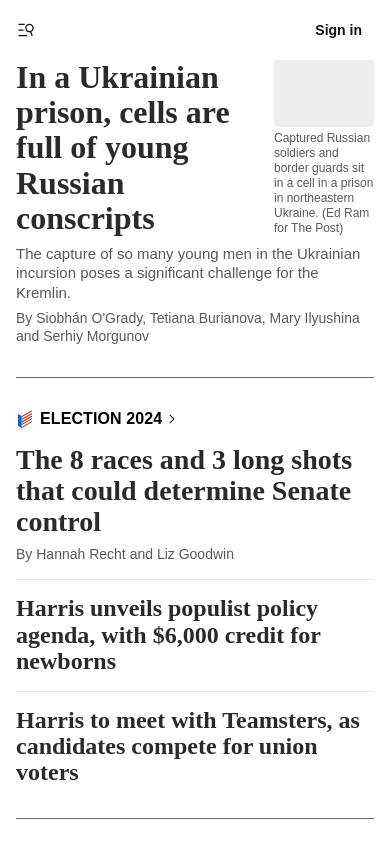 Sign in
In a Ukrainian
prison, cells are
full of young
Russian
conscripts
Captured Russian
soldiers and
border guards sit
in a cell in a prison
in northeastern
Ukraine. (Ed Ram
for The Post)
The capture of so many young men in the Ukrainian
incursion poses a significant challenge for the
Kremlin.
By Siobhán O'Grady, Tetiana Burianova, Mary Ilyushina
and Serhiy Morgunov
ELECTION 2024
The 8 races and 3 long shots
that could determine Senate
control
By Hannah Recht and Liz Goodwin
Harris unveils populist policy
agenda, with $6,000 credit for
newborns
Harris to meet with Teamsters, as
candidates compete for union
voters